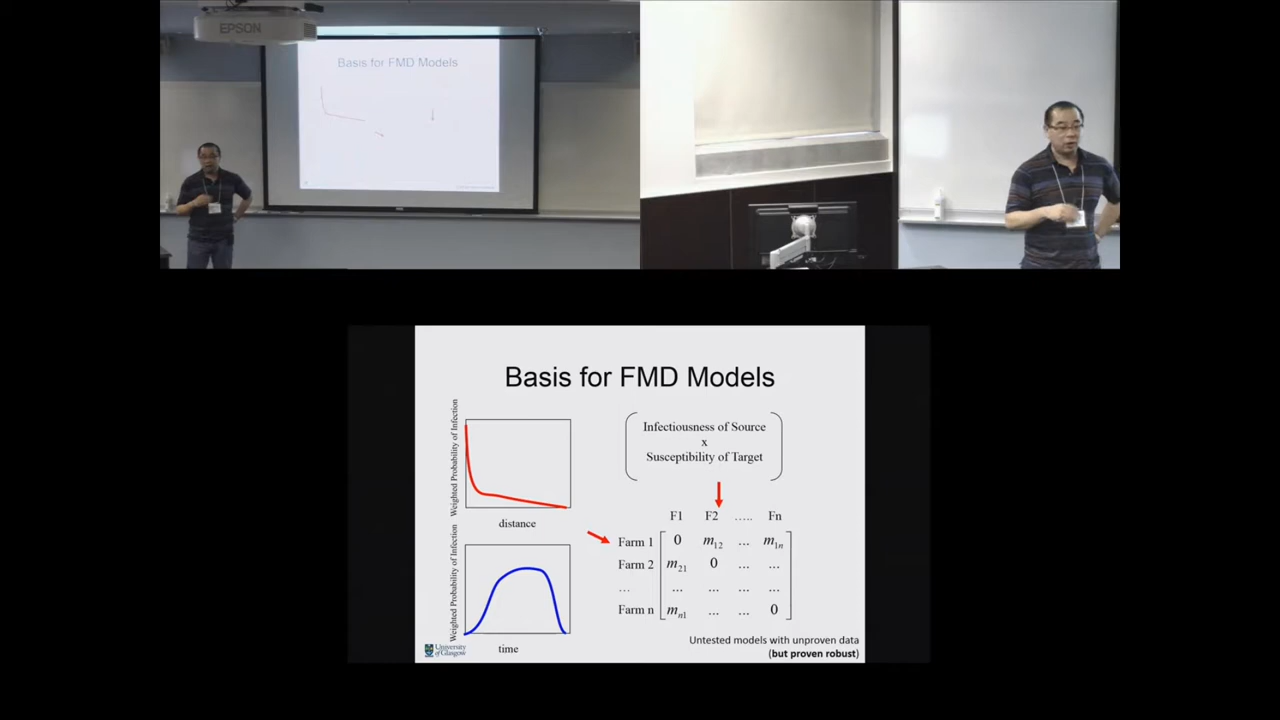 EPSON
Basis for FMD Models
Basis for FMD Models
Weighted Probability of Infection
distance
Weighted Probability of Infection
time
Infectiousness of Source
x
Susceptibility of Target
F1 F2 ..... Fn
Farm 1 0 m12 ... m1n
Farm 2 m21 0 ... ...
... ... ... ... ...
Farm n mn1 ... ... 0
Untested models with unproven data
(but proven robust)
University
of Glasgow